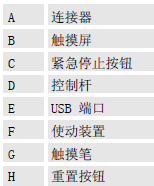 A 连接器
B 触摸屏
C 紧急停止按钮
D 控制杆
E USB 端口
F 使动装置
G 触摸笔
H 重置按钮